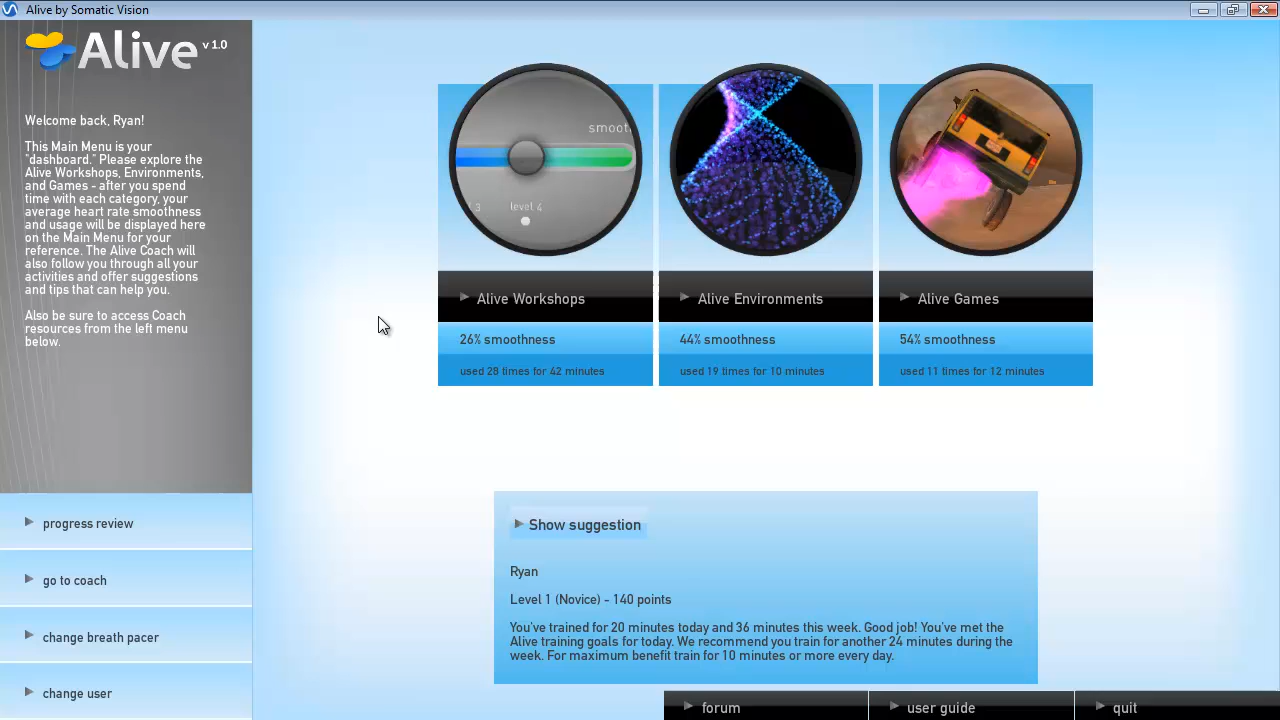 Alive by Somatic Vision
Alive v 1.0
Welcome back, Ryan!
This Main Menu is your
"dashboard." Please explore the
Alive Workshops, Environments,
and Games - after you spend
time with each category, your
average heart rate smoothness
and usage will be displayed here
on the Main Menu for your
reference. The Alive Coach will
also follow you through all your
activities and offer suggestions
and tips that can help you.
Also be sure to access Coach
resources from the left menu
below.
progress review
go to coach
change breath pacer
change user
smoot
l 3 level 4
Alive Workshops
26% smoothness
used 28 times for 42 minutes
Alive Environments
44% smoothness
used 19 times for 10 minutes
Alive Games
54% smoothness
used 11 times for 12 minutes
Show suggestion
Ryan
Level 1 (Novice) - 140 points
You've trained for 20 minutes today and 36 minutes this week. Good job! You've met the
Alive training goals for today. We recommend you train for another 24 minutes during the
week. For maximum benefit train for 10 minutes or more every day.
forum
user guide
quit